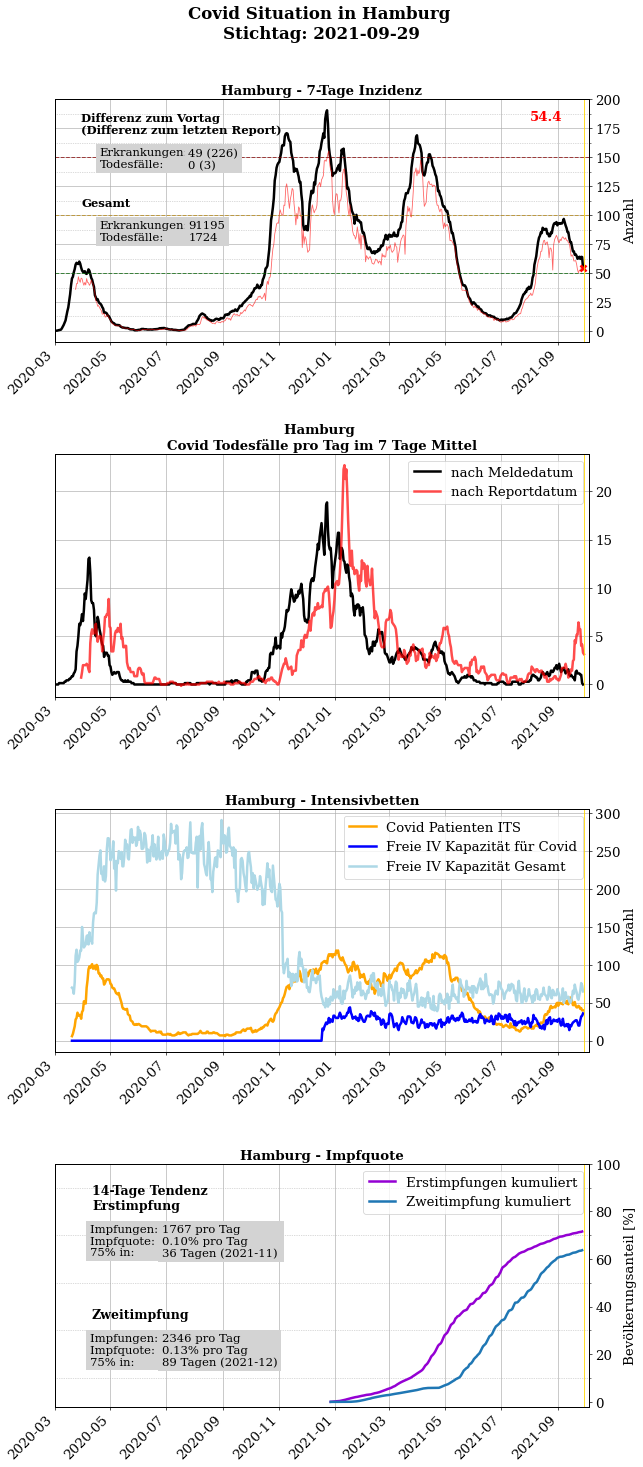 Covid Situation in Hamburg
Stichtag: 2021-09-29
Hamburg - 7-Tage Inzidenz
Differenz zum Vortag
(Differenz zum letzten Report)
Erkrankungen 49 (226)
Todesfälle: 0 (3)
Gesamt
Erkrankungen 91195
Todesfälle: 1724
54.4
200
175
150
125
100
75
50
25
0
Anzahl
2020-03
2020-05
2020-07
2020-09
2020-11
2021-01
2021-03
2021-05
2021-07
2021-09
Hamburg
Covid Todesfälle pro Tag im 7 Tage Mittel
nach Meldedatum
nach Reportdatum
20
15
10
5
0
2020-03
2020-05
2020-07
2020-09
2020-11
2021-01
2021-03
2021-05
2021-07
2021-09
Hamburg - Intensivbetten
Covid Patienten ITS
Freie IV Kapazität für Covid
Freie IV Kapazität Gesamt
300
250
200
150
100
50
0
Anzahl
2020-03
2020-05
2020-07
2020-09
2020-11
2021-01
2021-03
2021-05
2021-07
2021-09
Hamburg - Impfquote
14-Tage Tendenz
Erstimpfung
Impfungen: 1767 pro Tag
Impfquote: 0.10% pro Tag
75% in: 36 Tagen (2021-11)
Zweitimpfung
Impfungen: 2346 pro Tag
Impfquote: 0.13% pro Tag
75% in: 89 Tagen (2021-12)
Erstimpfungen kumuliert
Zweitimpfung kumuliert
100
80
60
40
20
0
Bevölkerungsanteil [%]
2020-03
2020-05
2020-07
2020-09
2020-11
2021-01
2021-03
2021-05
2021-07
2021-09